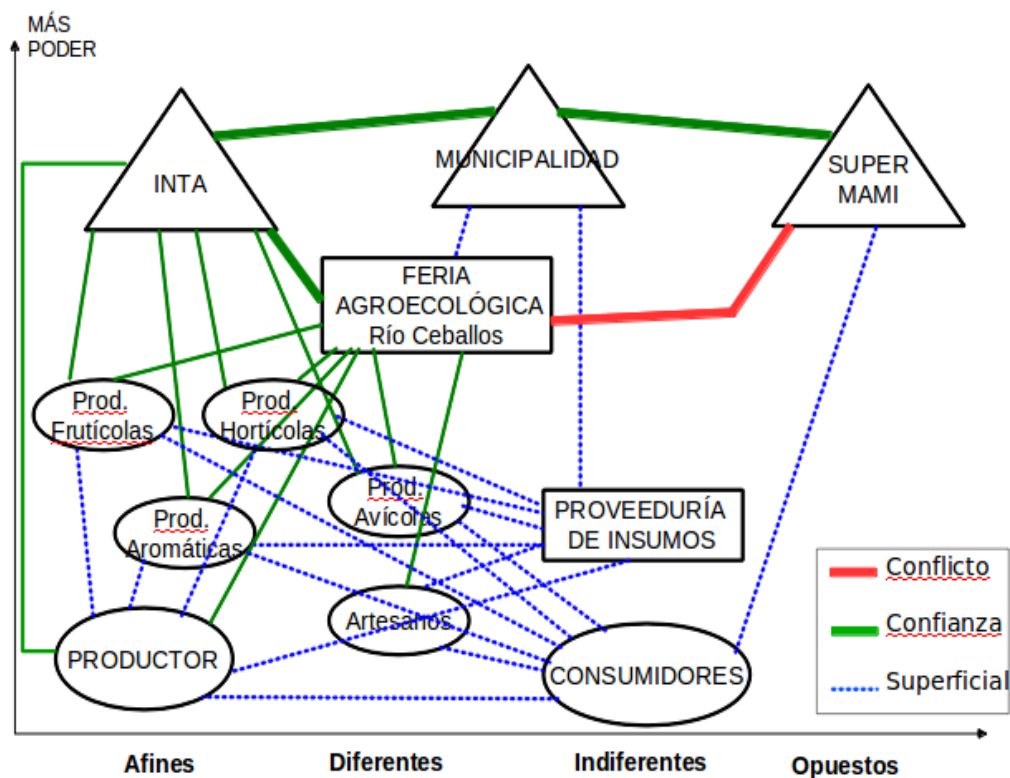 MÁS
PODER
INTA
MUNICIPALIDAD
SUPER
MAMI
FERIA
AGROECOLÓGICA
Río Ceballos
Prod.
Frutícolas
Prod.
Hortícolas
Prod.
Avícolas
Prod.
Aromáticas
PROVEEDURÍA
DE INSUMOS
Artesanos
PRODUCTOR
CONSUMIDORES
Conflicto
Confianza
Superficial
Afines
Diferentes
Indiferentes
Opuestos